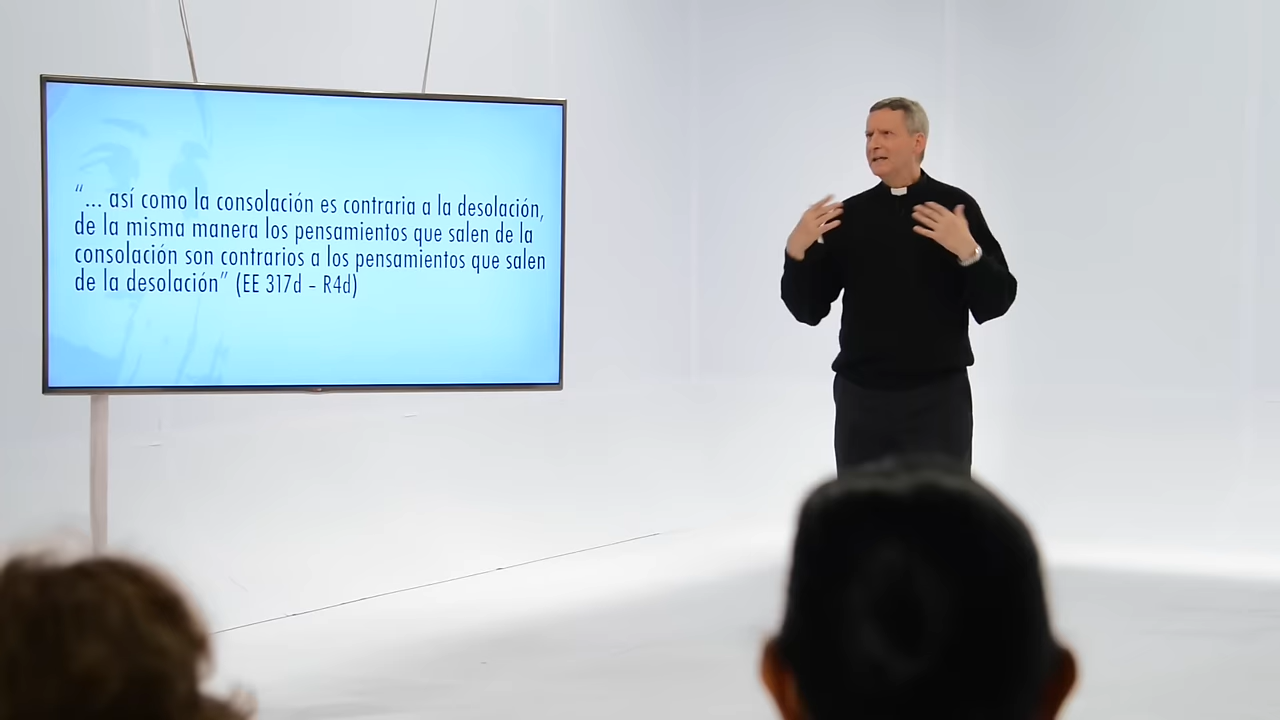 “... así como la consolación es contraria a la desolación,
de la misma manera los pensamientos que salen de la
consolación son contrarios a los pensamientos que salen
de la desolación” (EE 317d – R4d)